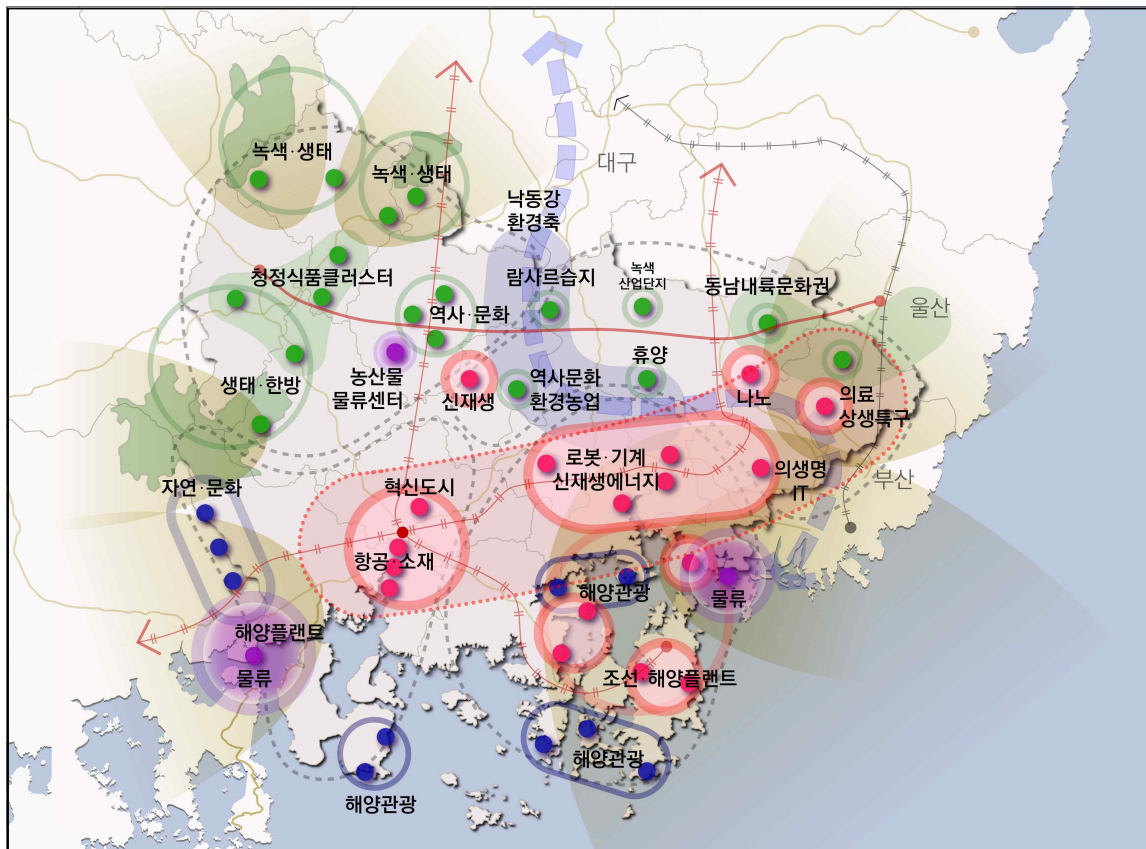 녹색·생태
녹색·생태
대구
낙동강
환경축
청정식품클러스터
람사르습지
녹색
산업단지
동남내륙문화권
울산
역사·문화
생태·한방
농산물
물류센터
신재생
역사문화
환경농업
휴양
나노
의료
상생특구
자연·문화
혁신도시
로봇·기계
신재생에너지
의생명
IT
부산
항공·소재
해양관광
물류
해양플랜트
물류
조선·해양플랜트
해양관광
해양관광